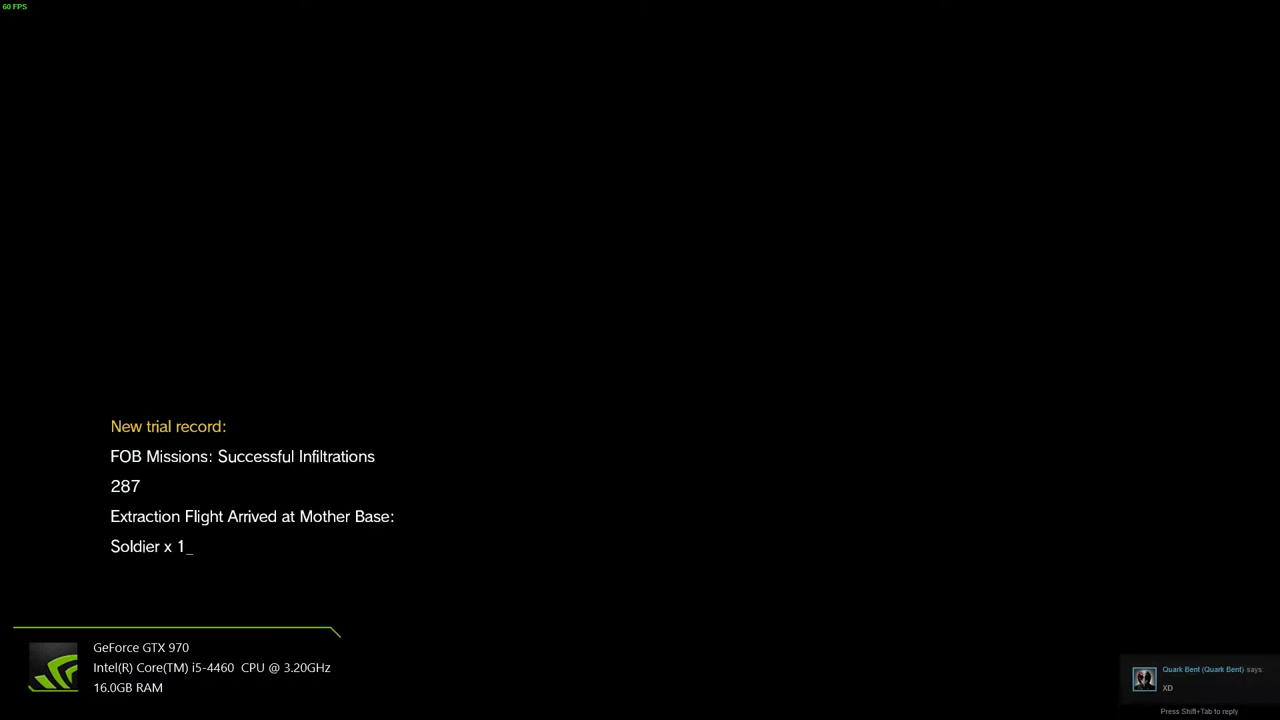 60 FPS
New trial record:
FOB Missions: Successful Infiltrations
287
Extraction Flight Arrived at Mother Base:
Soldier x 1_
GeForce GTX 970
Intel(R) Core(TM) i5-4460 CPU @ 3.20GHz
16.0GB RAM
Quark Bent (Quark Bent) says:
XD
Press Shift+Tab to reply